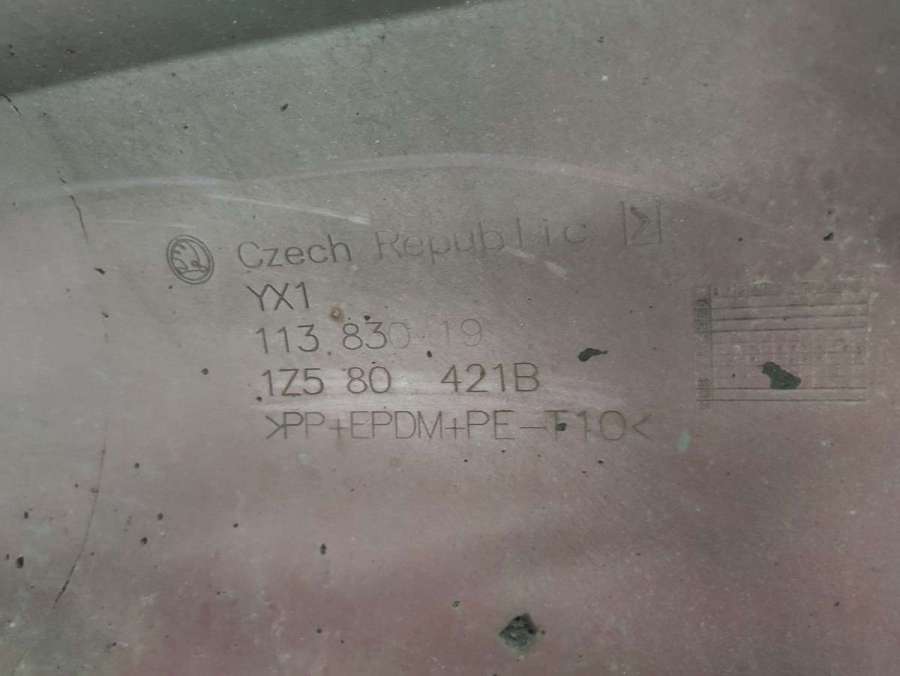 Czech Republic
YX1
113.830 19
1Z5 80 421B
>PP+EPDM+PE-T10<